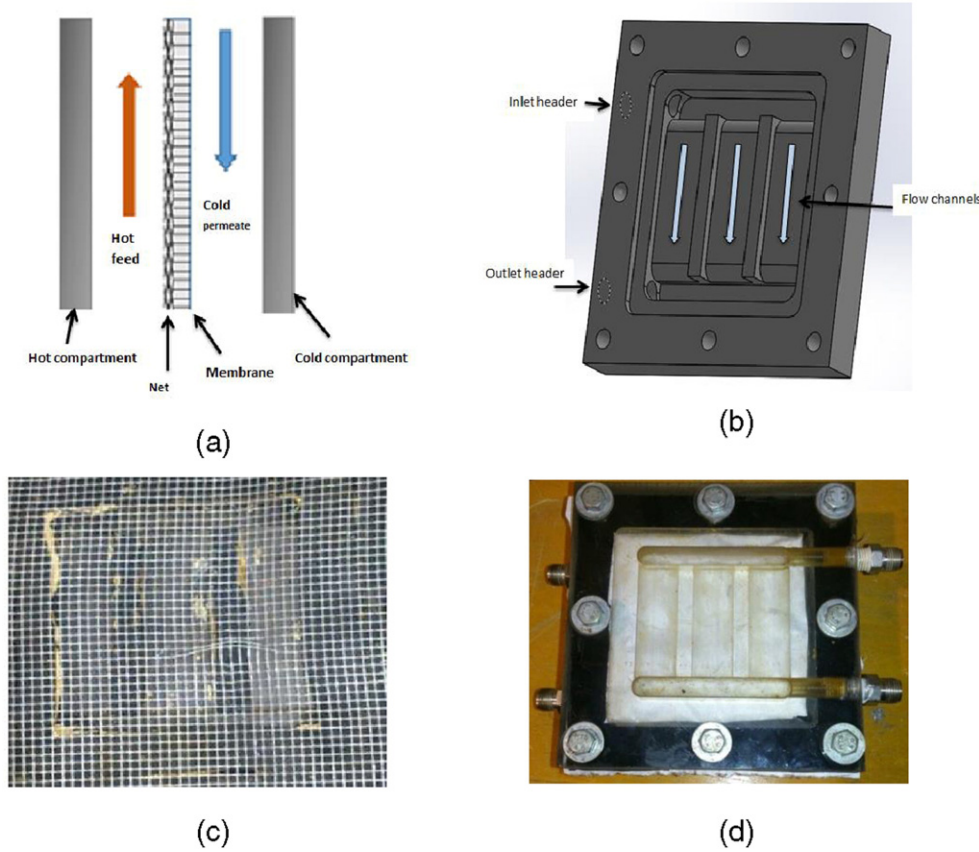 Hot
feed
Cold
permeate
Hot compartment
Net
Membrane
Cold compartment
(a)
Inlet header
Flow channels
Outlet header
(b)
(c)
(d)